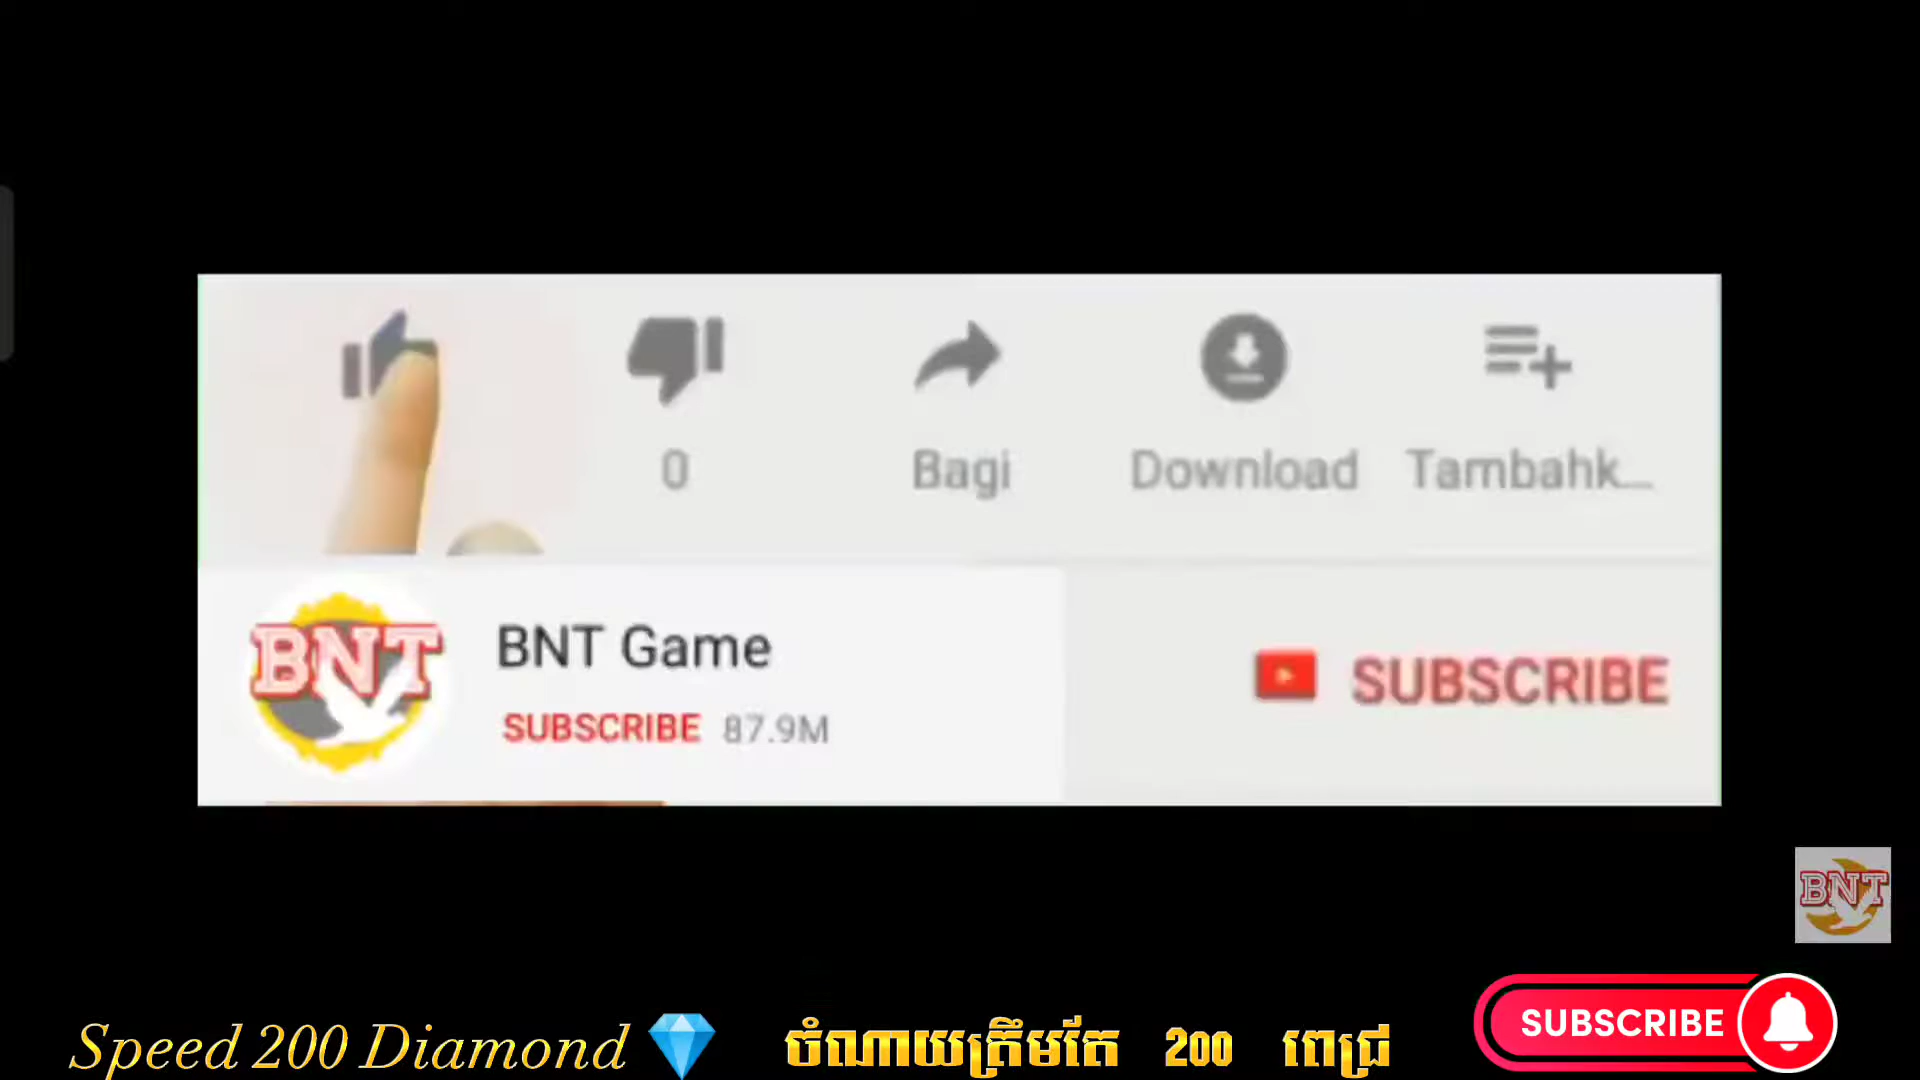 0 Bagi Download Tambahk...
BNT
BNT Game
SUBSCRIBE 87.9M
SUBSCRIBE
BNT
SUBSCRIBE
Speed 200 Diamond ចំណាយត្រឹមតែ 200 ពេជ្រ